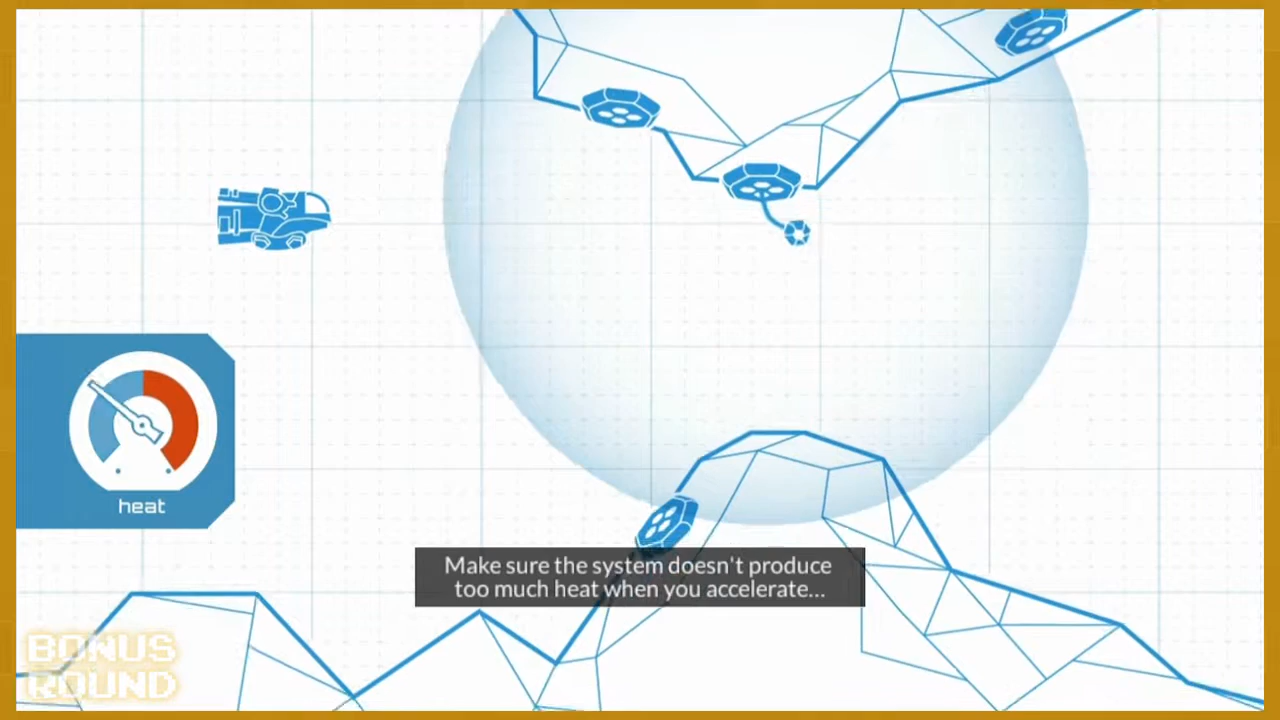 heat
Make sure the system doesn't produce
too much heat when you accelerate...
BONUS
ROUND